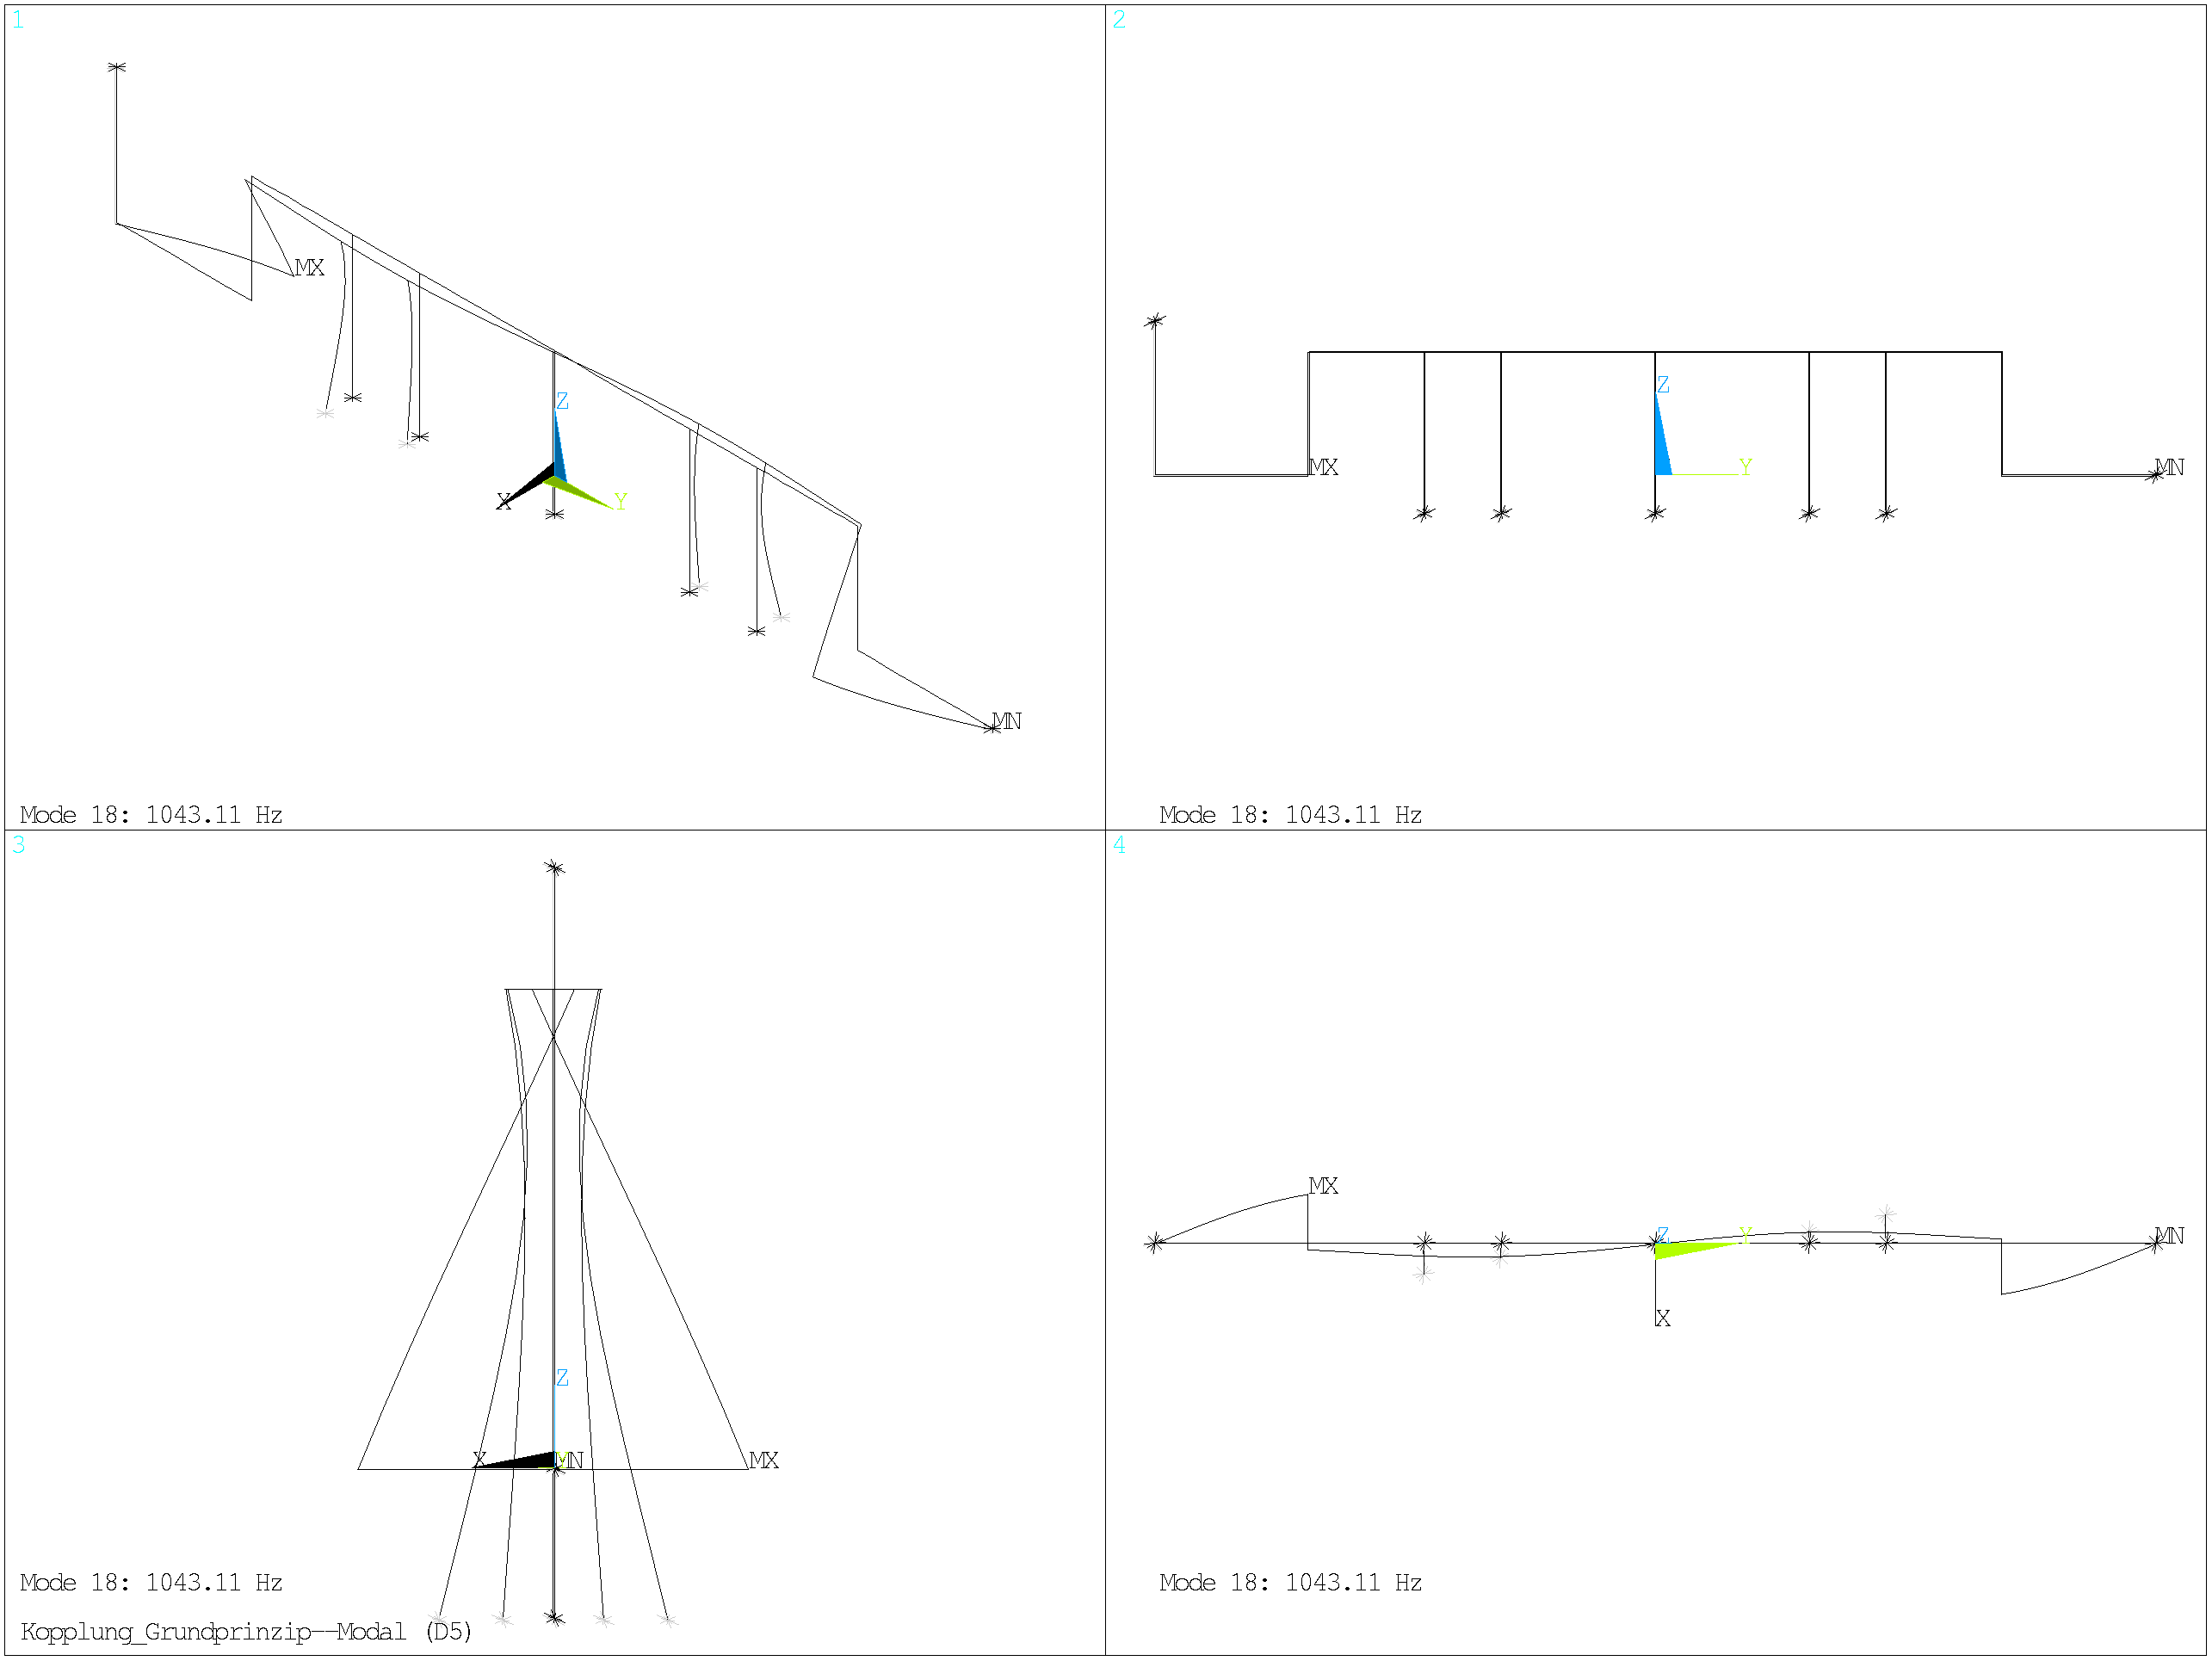 1
MX
Z
X
Y
MN
Mode 18: 1043.11 Hz
2
Z
MX
Y
MN
Mode 18: 1043.11 Hz
3
Z
X
MN
MX
Mode 18: 1043.11 Hz
Kopplung_Grundprinzip--Modal (D5)
4
MX
Z
Y
MN
X
Mode 18: 1043.11 Hz